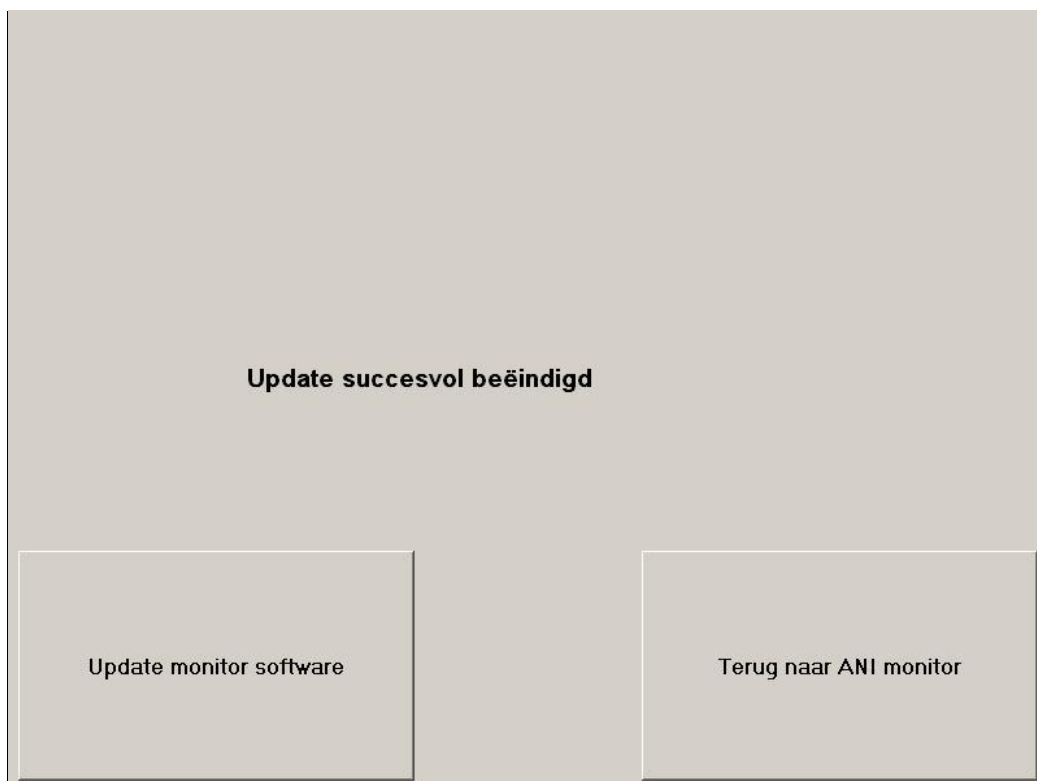 Update succesvol beëindigd
Update monitor software
Terug naar ANI monitor